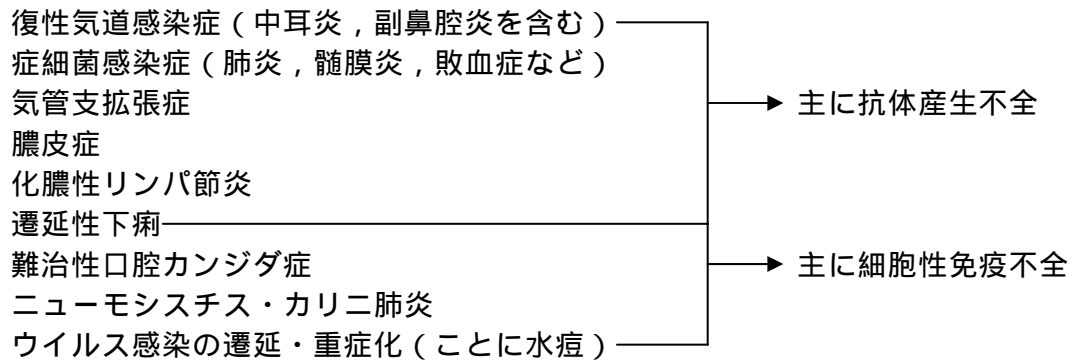 復性気道感染症（中耳炎，副鼻腔炎を含む）
症細菌感染症（肺炎，髄膜炎，敗血症など）
気管支拡張症
主に抗体産生不全
膿皮症
化膿性リンパ節炎
遷延性下痢
難治性口腔カンジダ症
主に細胞性免疫不全
ニューモシスチス・カリニ肺炎
ウイルス感染の遷延・重症化（ことに水痘）